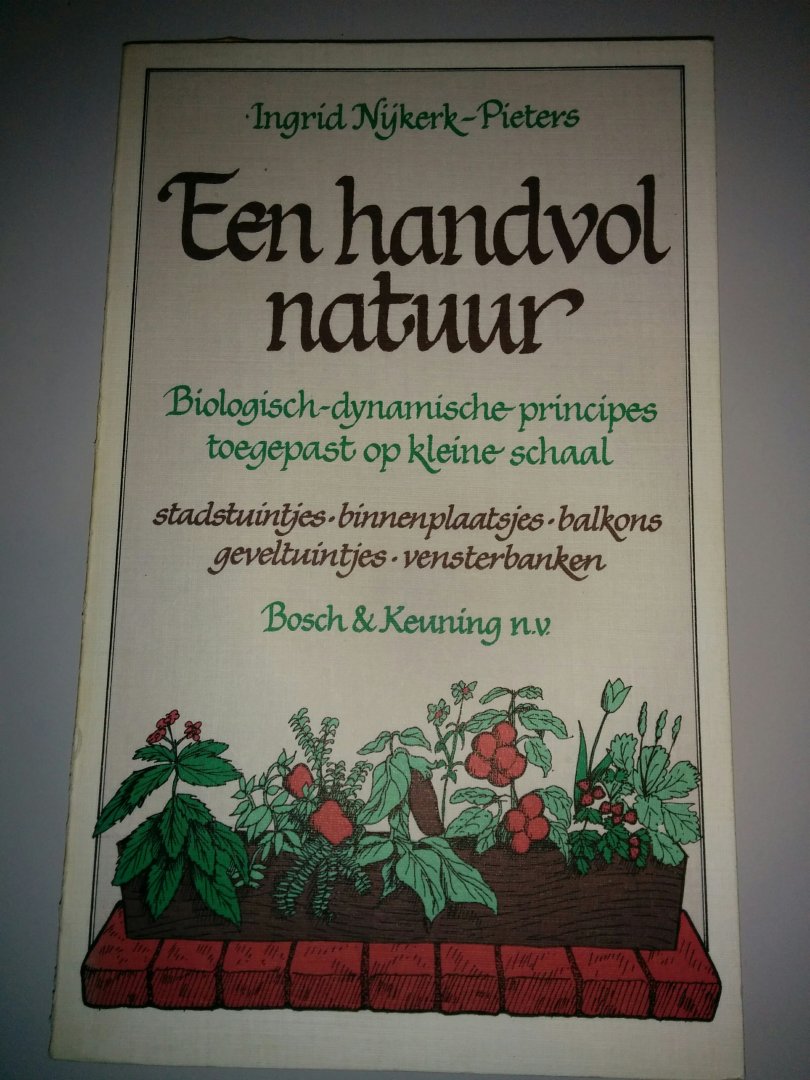 Ingrid Nijkerk-Pieters
Een handvol
natuur
Biologisch-dynamische principes
toegepast op kleine schaal
stadstuintjes · binnenplaatsjes · balkons
geveltuintjes · vensterbanken
Bosch & Keuning n.v.